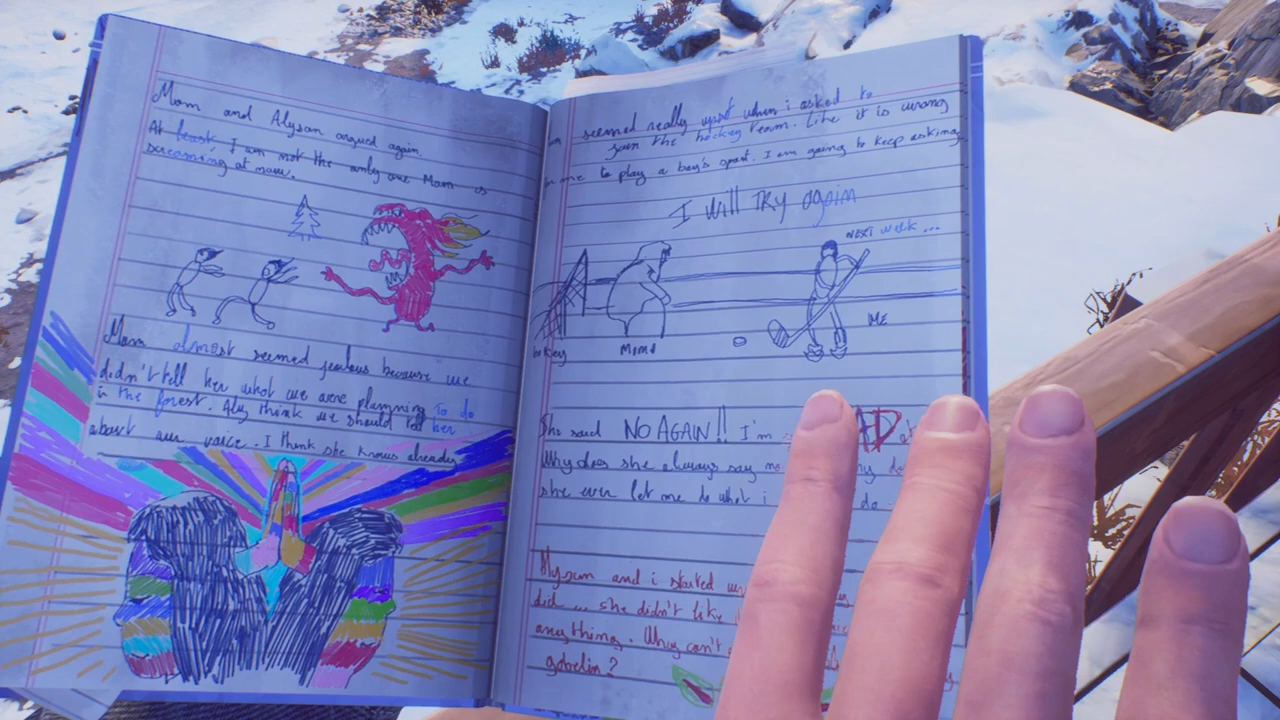 Mom and Alyson argued again.
At least I am not the only one Mom is
screaming at now.
Mom almost seemed jealous because we
didn't tell her what we were planning to do
in the forest. Aly think we should tell her
about our voice. I think she knows already
seemed really upset when i asked to
join the hockey team. Like it is wrong
me to play a boy's sport. I am going to keep asking
I will TRY again
NEXT week ...
ME
hockey
MOM
She said NO AGAIN!! I'm
Why does she always say
she ever let me do what i do
Alyson and i started
did ... she didn't like
anything. Why can't
gobelin?